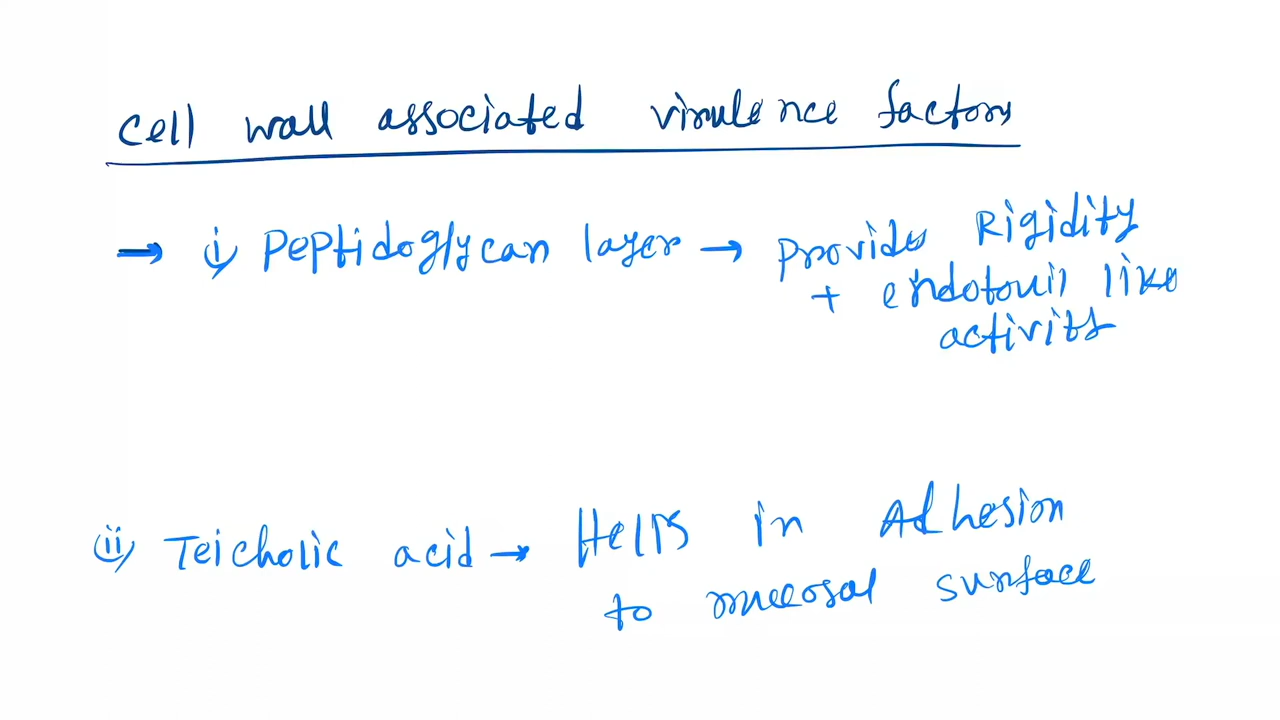 cell wall associated virulence factors
→ i) Peptidoglycan layer → Provides Rigidity
+ endotoxin like
activity
ii) Teicholic acid → Helps in Adhesion
to mucosal surface